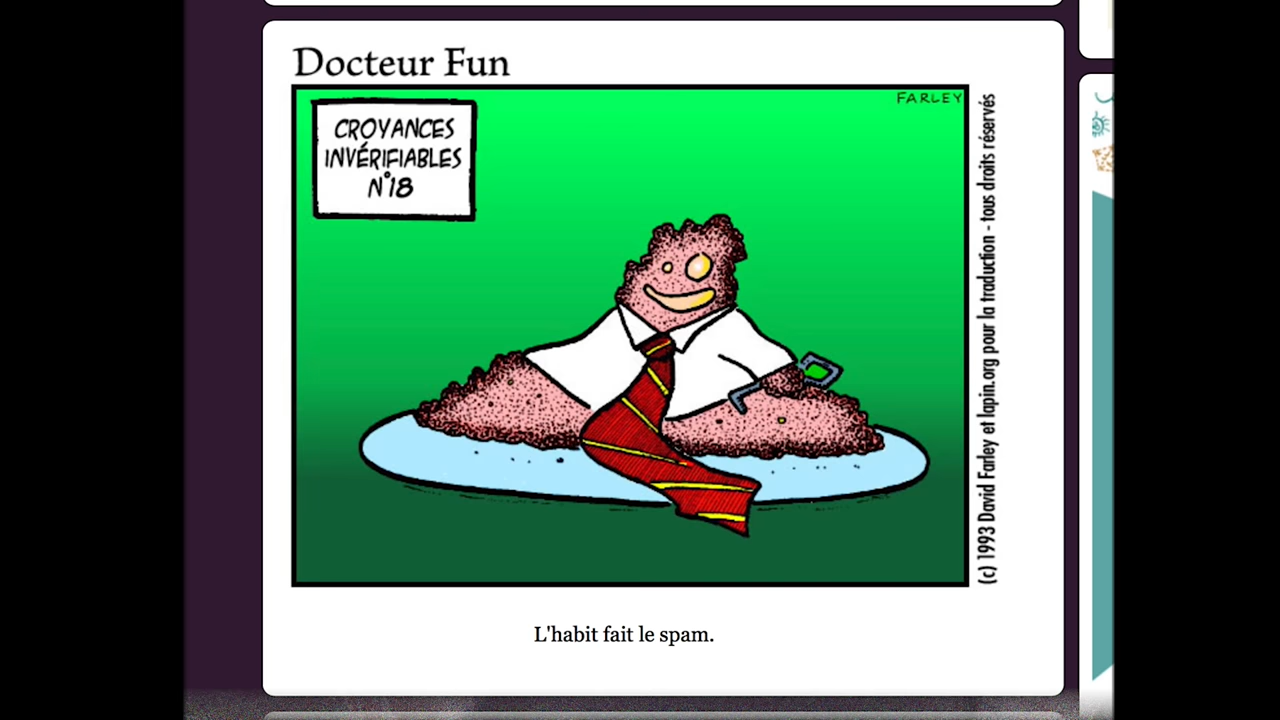 Docteur Fun
FARLEY
CROYANCES
INVÉRIFIABLES
N°18
(c) 1993 David Farley et lapin.org pour la traduction - tous droits réservés
L'habit fait le spam.